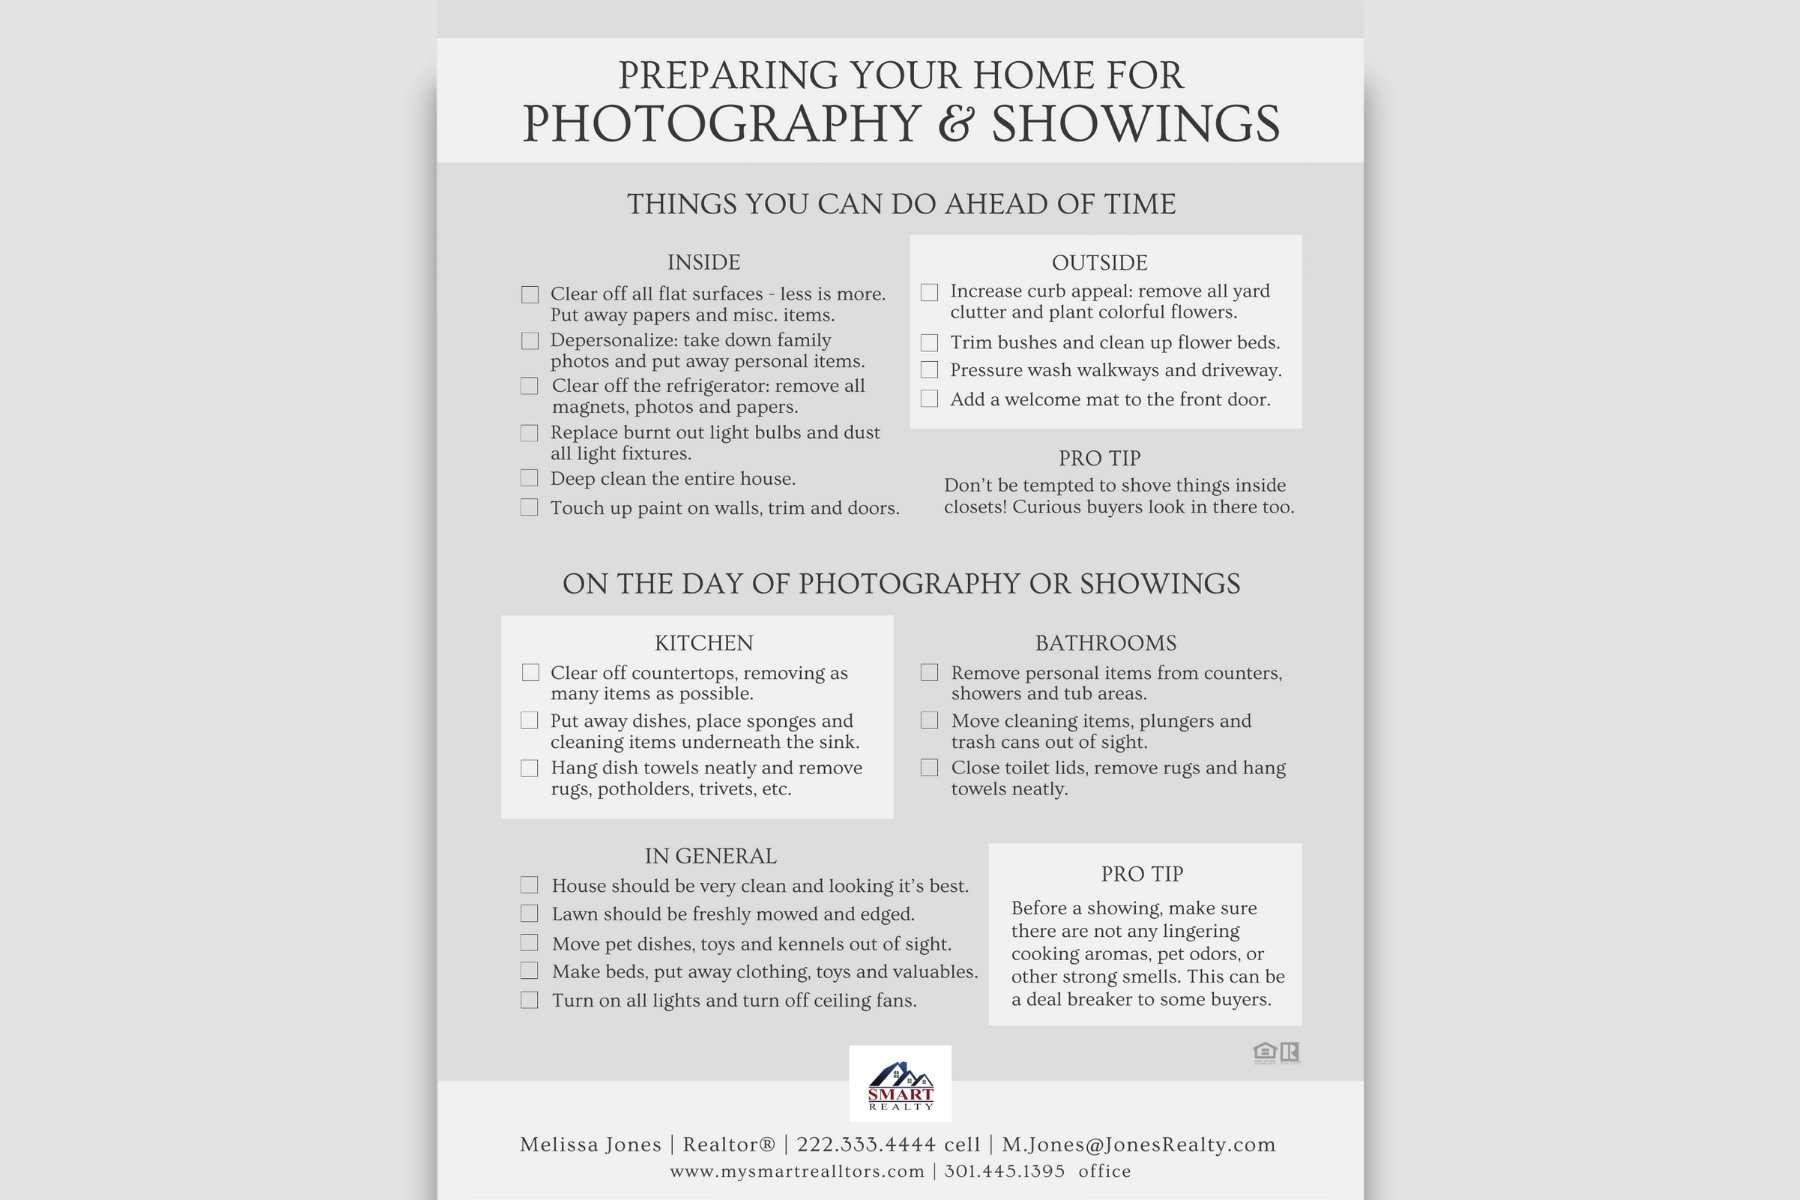 PREPARING YOUR HOME FOR
PHOTOGRAPHY & SHOWINGS
THINGS YOU CAN DO AHEAD OF TIME
INSIDE
Clear off all flat surfaces - less is more.
Put away papers and misc. items.
Depersonalize: take down family
photos and put away personal items.
Clear off the refrigerator: remove all
magnets, photos and papers.
Replace burnt out light bulbs and dust
all light fixtures.
Deep clean the entire house.
Touch up paint on walls, trim and doors.
OUTSIDE
Increase curb appeal: remove all yard
clutter and plant colorful flowers.
Trim bushes and clean up flower beds.
Pressure wash walkways and driveway.
Add a welcome mat to the front door.
PRO TIP
Don't be tempted to shove things inside
closets! Curious buyers look in there too.
ON THE DAY OF PHOTOGRAPHY OR SHOWINGS
KITCHEN
Clear off countertops, removing as
many items as possible.
Put away dishes, place sponges and
cleaning items underneath the sink.
Hang dish towels neatly and remove
rugs, potholders, trivets, etc.
BATHROOMS
Remove personal items from counters,
showers and tub areas.
Move cleaning items, plungers and
trash cans out of sight.
Close toilet lids, remove rugs and hang
towels neatly.
IN GENERAL
House should be very clean and looking it's best.
Lawn should be freshly mowed and edged.
Move pet dishes, toys and kennels out of sight.
Make beds, put away clothing, toys and valuables.
Turn on all lights and turn off ceiling fans.
PRO TIP
Before a showing, make sure
there are not any lingering
cooking aromas, pet odors, or
other strong smells. This can be
a deal breaker to some buyers.
SMART
REALTY
Melissa Jones | Realtor® | 222.333.4444 cell | M.Jones@JonesRealty.com
www.mysmartrealltors.com | 301.445.1395 office